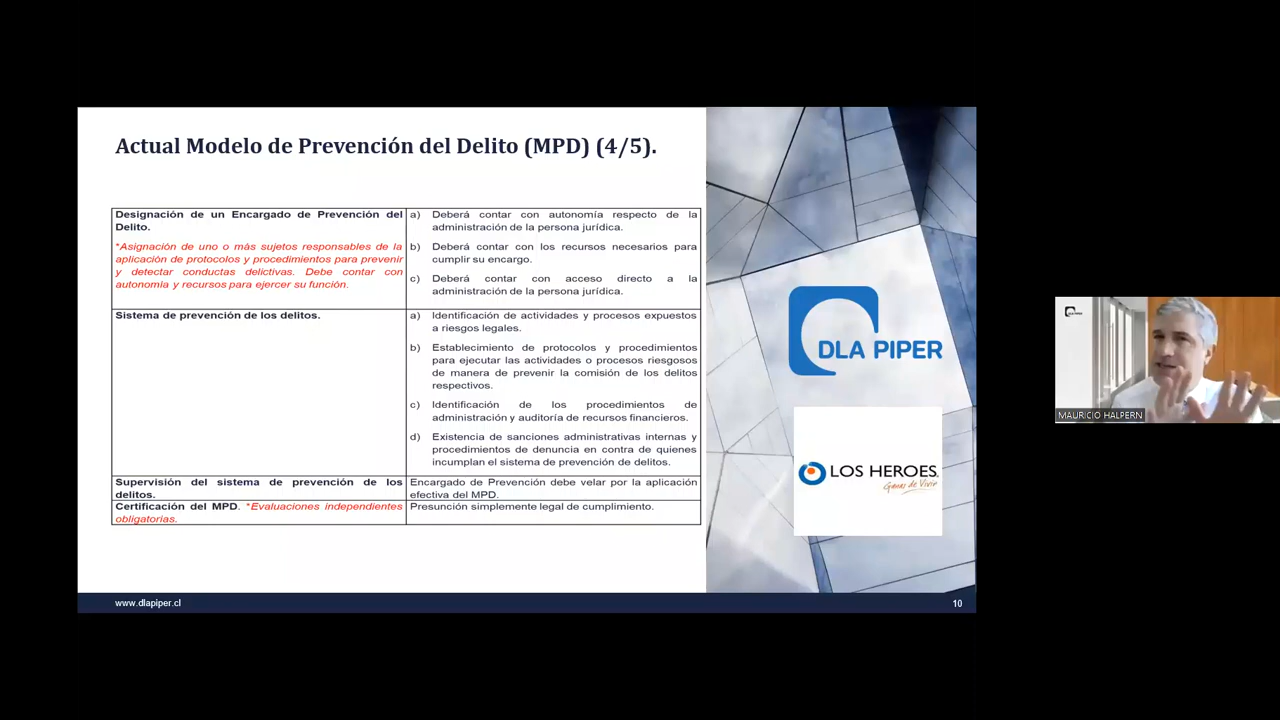 Actual Modelo de Prevención del Delito (MPD) (4/5).
Designación de un Encargado de Prevención del
Delito.
*Asignación de uno o más sujetos responsables de la
aplicación de protocolos y procedimientos para prevenir
y detectar conductas delictivas. Debe contar con
autonomía y recursos para ejercer su función.
a) Deberá contar con autonomía respecto de la
administración de la persona jurídica.
b) Deberá contar con los recursos necesarios para
cumplir su encargo.
c) Deberá contar con acceso directo a la
administración de la persona jurídica.
Sistema de prevención de los delitos.
a) Identificación de actividades y procesos expuestos
a riesgos legales.
b) Establecimiento de protocolos y procedimientos
para ejecutar las actividades o procesos riesgosos
de manera de prevenir la comisión de los delitos
respectivos.
c) Identificación de los procedimientos de
administración y auditoría de recursos financieros.
d) Existencia de sanciones administrativas internas y
procedimientos de denuncia en contra de quienes
incumplan el sistema de prevención de delitos.
Supervisión del sistema de prevención de los
delitos.
Encargado de Prevención debe velar por la aplicación
efectiva del MPD.
Certificación del MPD. *Evaluaciones independientes
obligatorias.
Presunción simplemente legal de cumplimiento.
DLA PIPER
LOS HEROES
Ganas de Vivir
www.dlapiper.cl
10
DLA PIPER
MAURICIO HALPERN